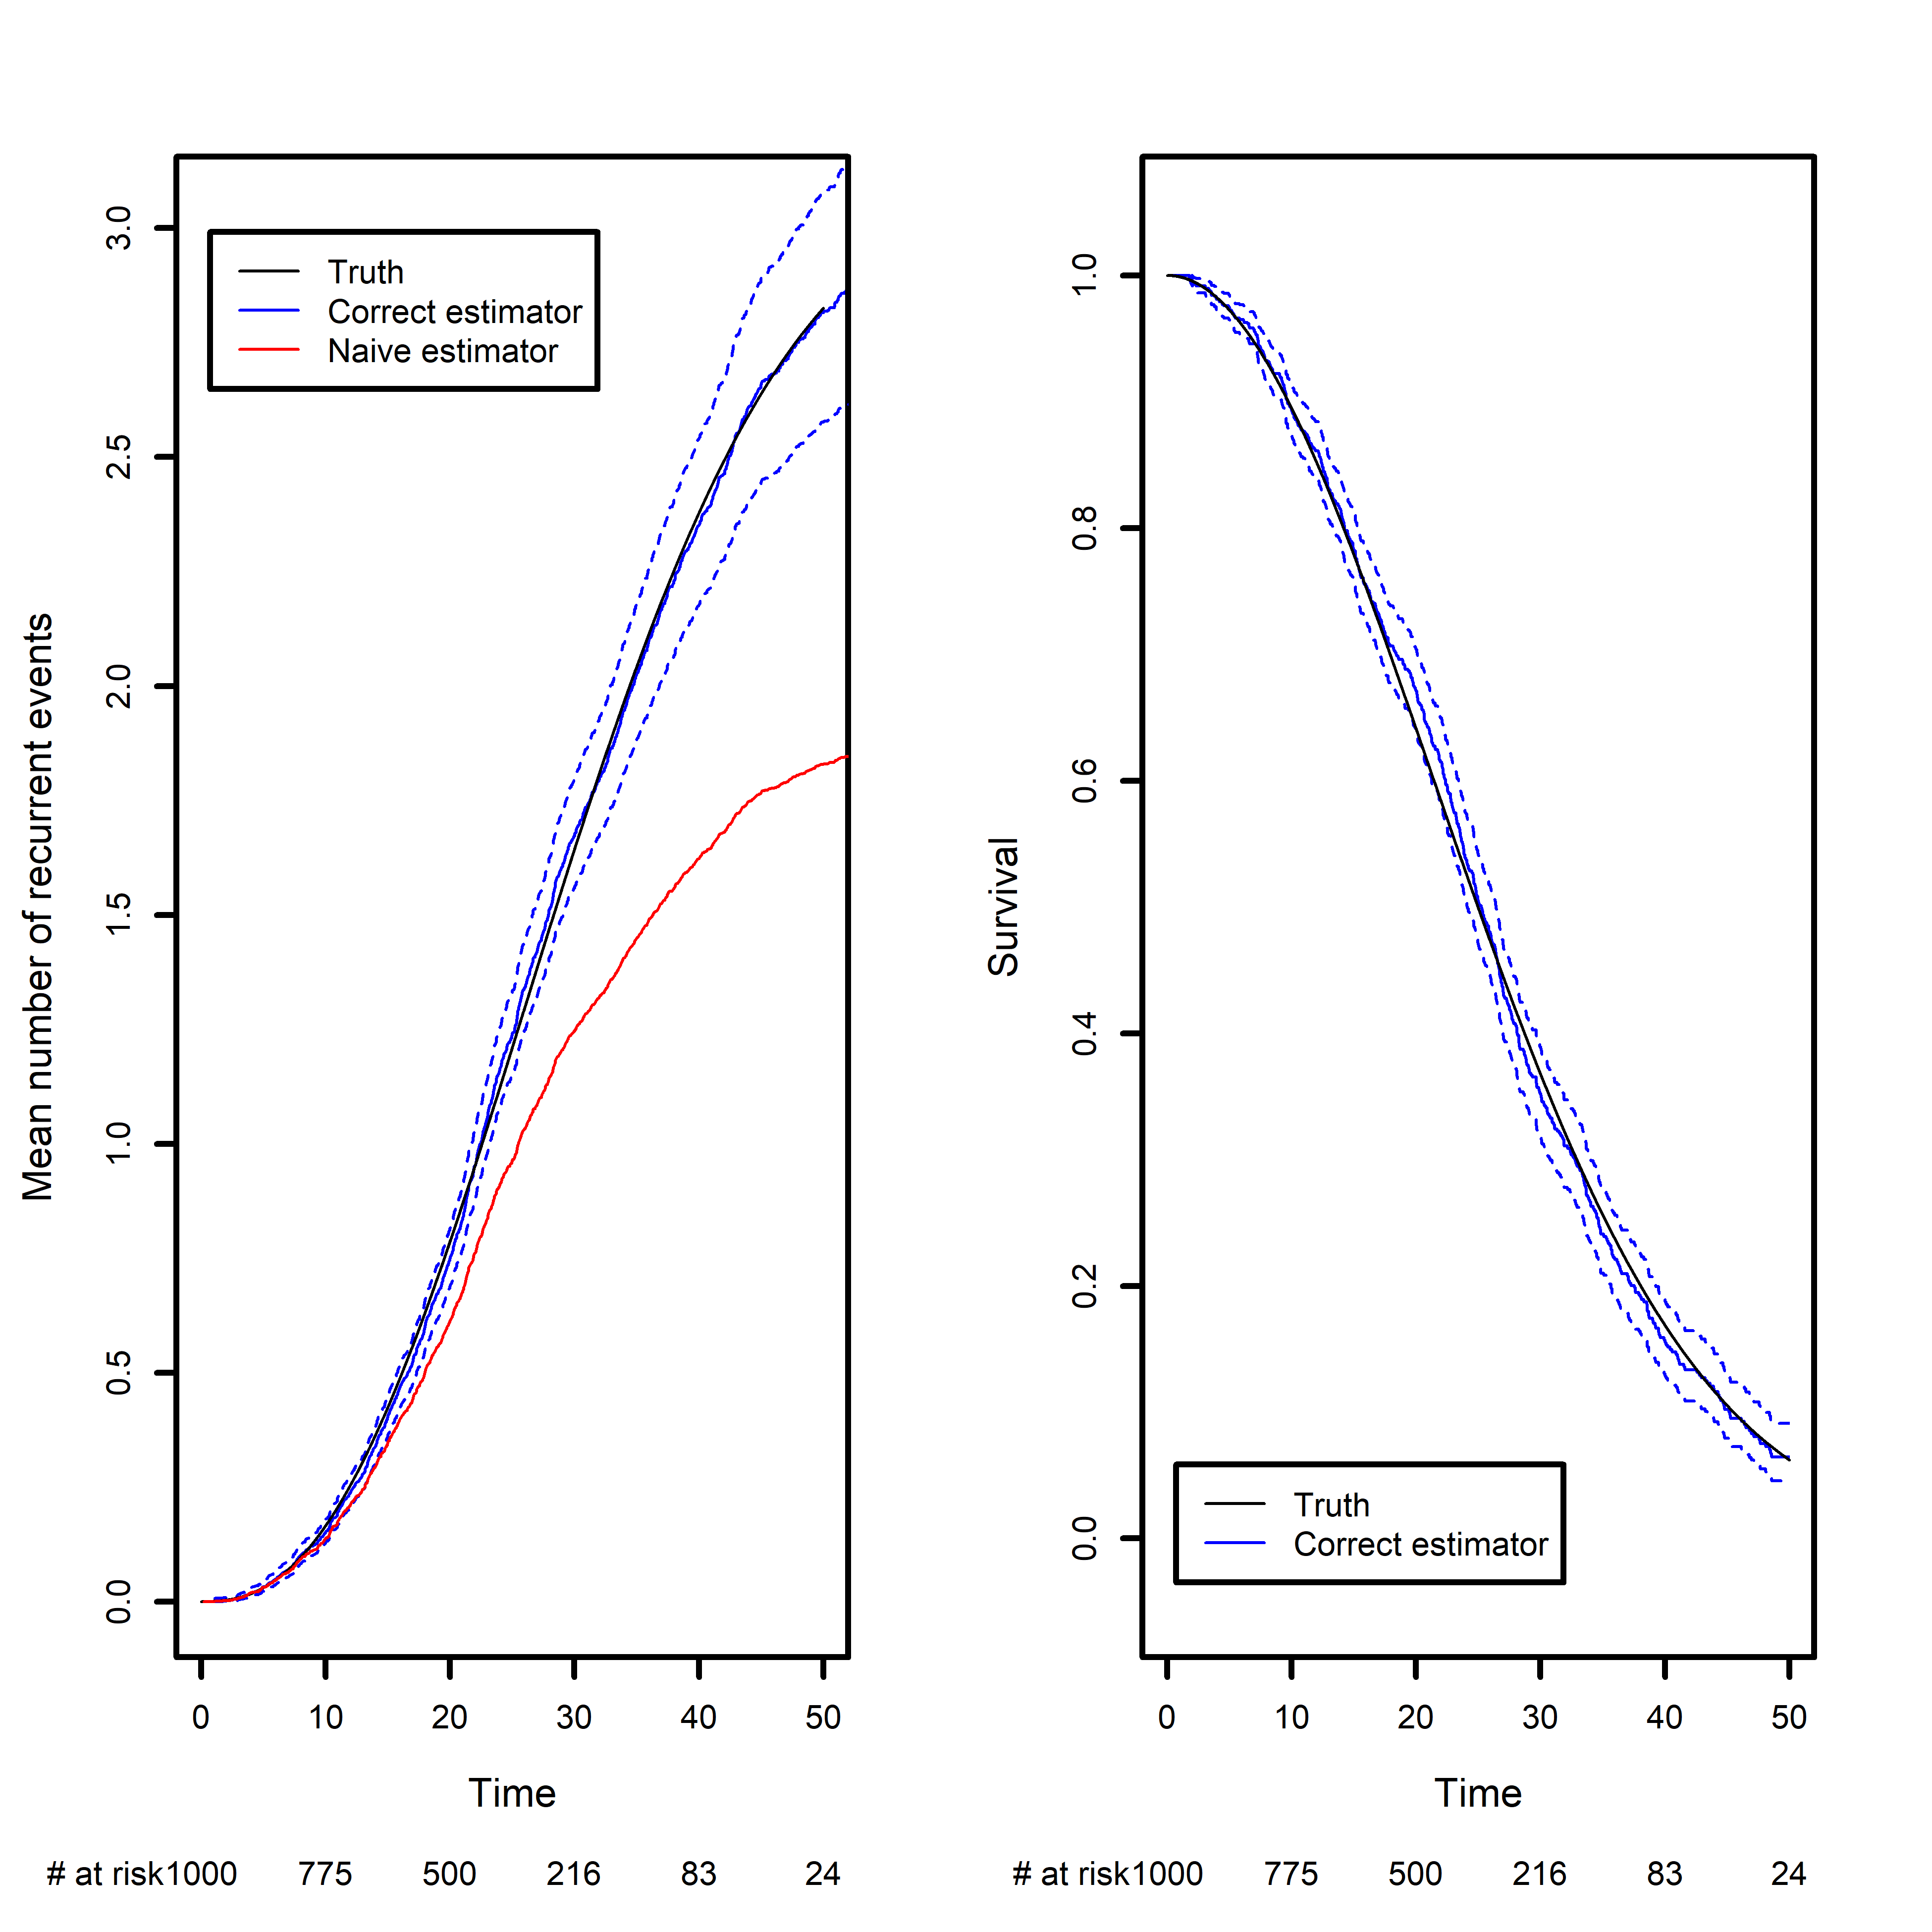 Mean number of recurrent events
3.0
2.5
2.0
1.5
1.0
0.5
0.0
Truth
Correct estimator
Naive estimator
0 10 20 30 40 50
Time
# at risk1000 775 500 216 83 24
Survival
1.0
0.8
0.6
0.4
0.2
0.0
Truth
Correct estimator
0 10 20 30 40 50
Time
# at risk1000 775 500 216 83 24